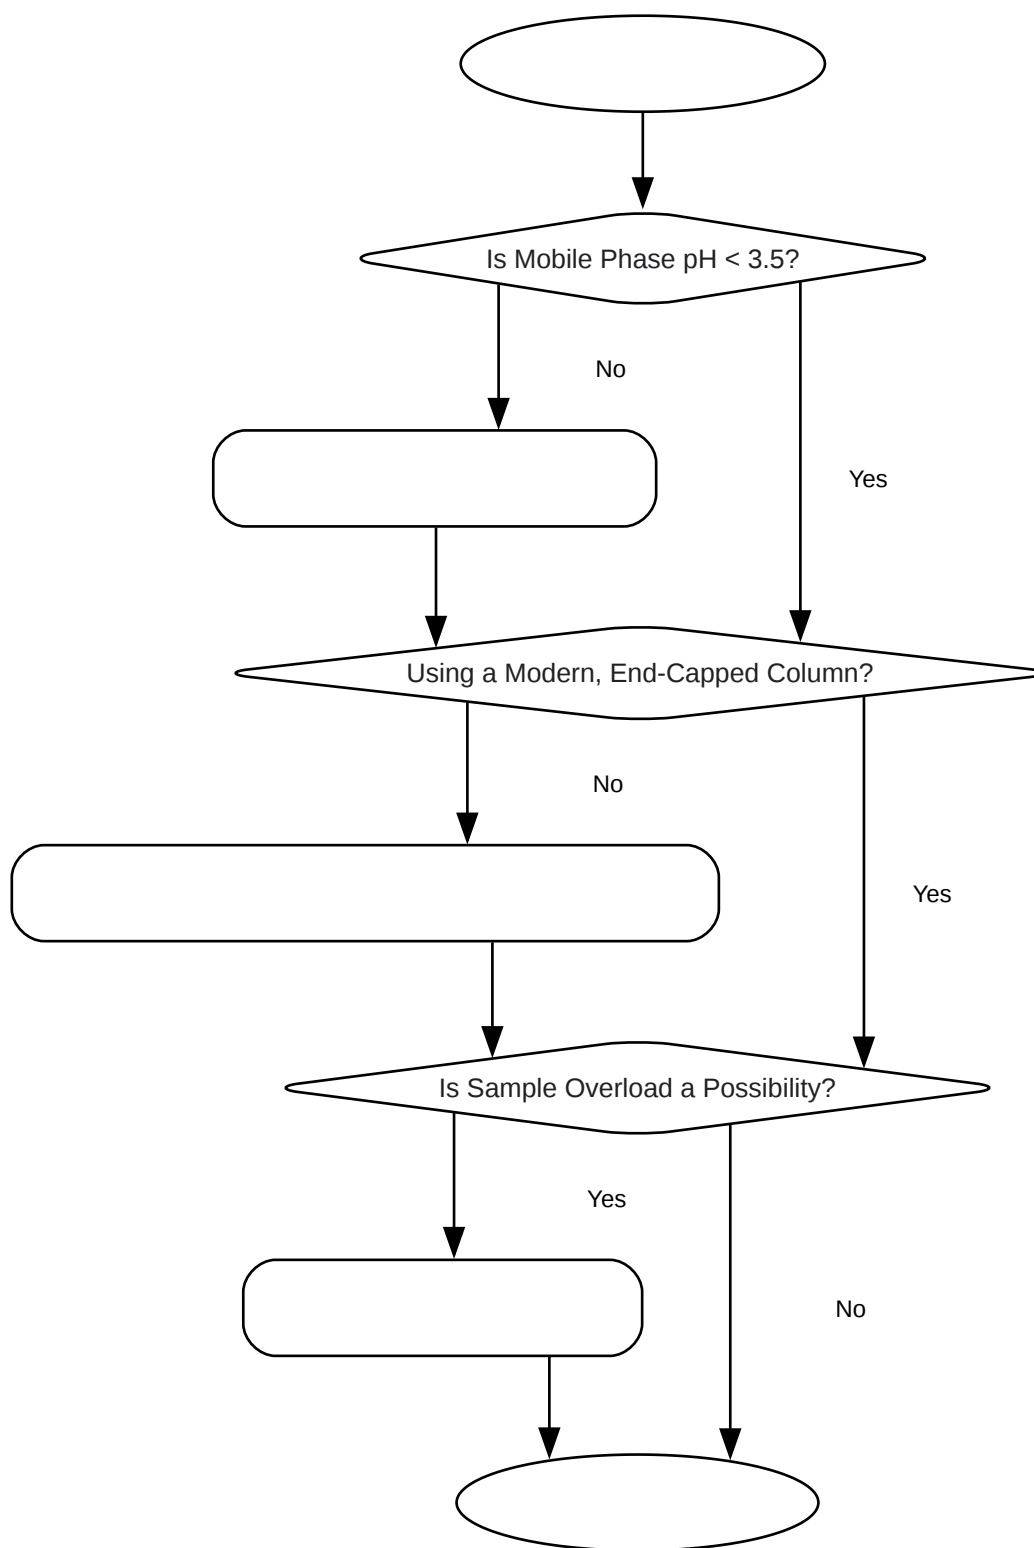 Is Mobile Phase pH < 3.5?
No
Yes
Using a Modern, End-Capped Column?
No
Yes
Is Sample Overload a Possibility?
Yes
No